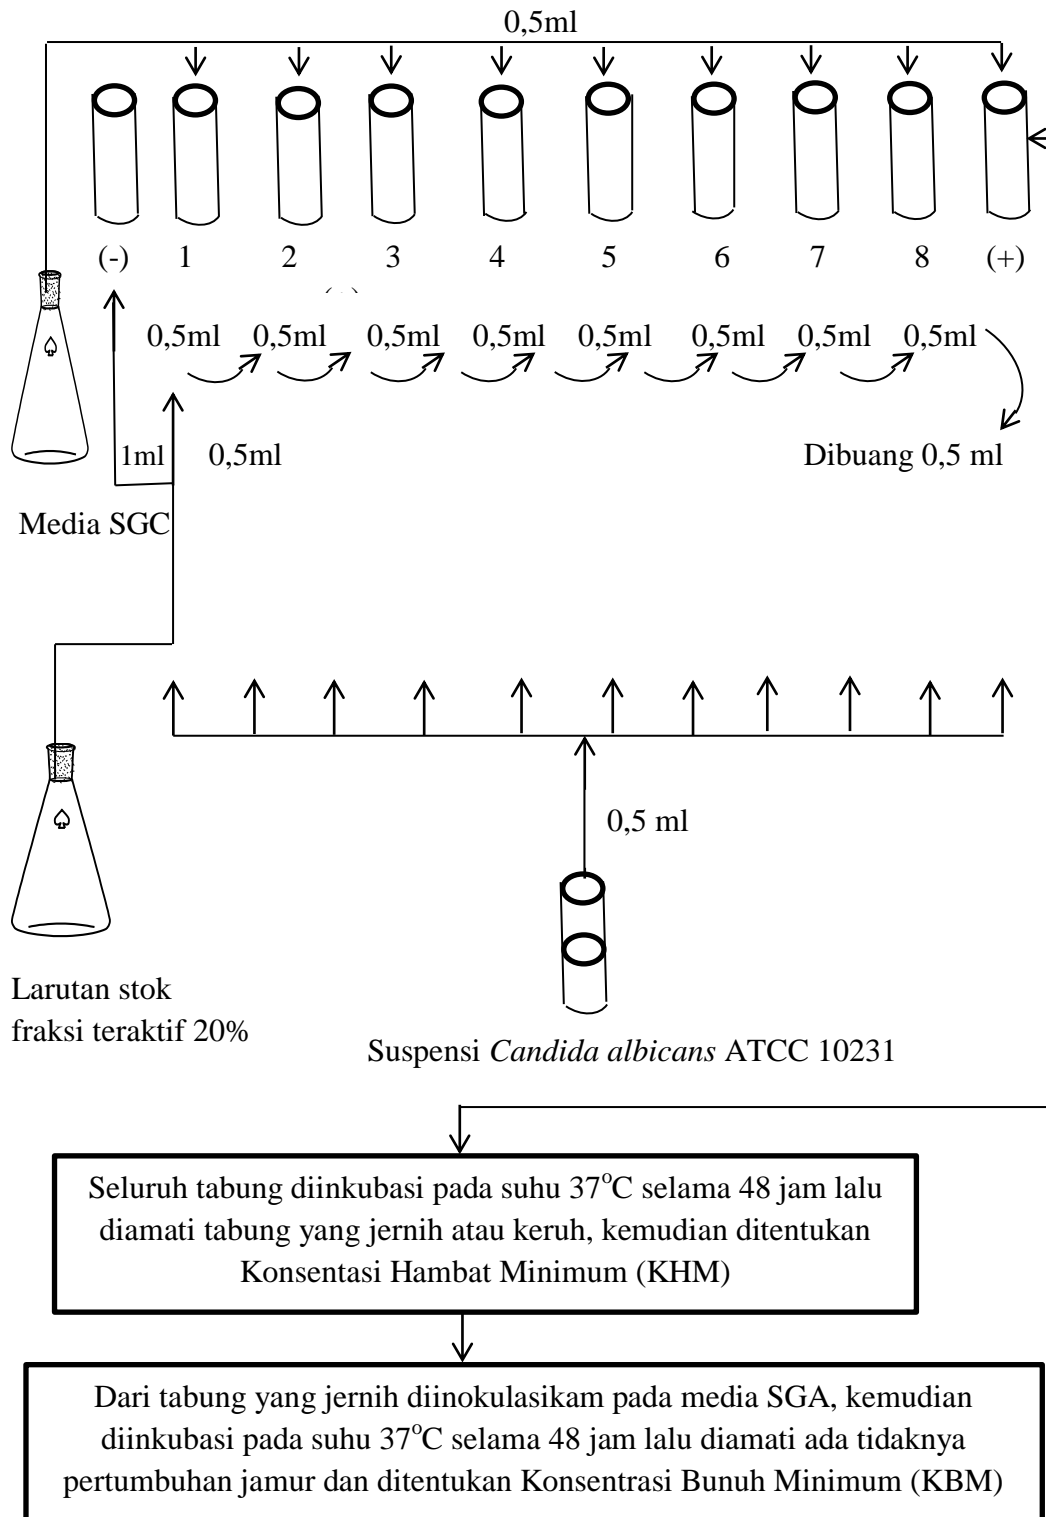 0,5ml
(-) 1 2 3 4 5 6 7 8 (+)
0,5ml 0,5ml 0,5ml 0,5ml 0,5ml 0,5ml 0,5ml 0,5ml
1ml 0,5ml Dibuang 0,5 ml
Media SGC
0,5 ml
Larutan stok
fraksi teraktif 20%
Suspensi Candida albicans ATCC 10231
Seluruh tabung diinkubasi pada suhu 37°C selama 48 jam lalu
diamati tabung yang jernih atau keruh, kemudian ditentukan
Konsentasi Hambat Minimum (KHM)
Dari tabung yang jernih diinokulasikam pada media SGA, kemudian
diinkubasi pada suhu 37°C selama 48 jam lalu diamati ada tidaknya
pertumbuhan jamur dan ditentukan Konsentrasi Bunuh Minimum (KBM)